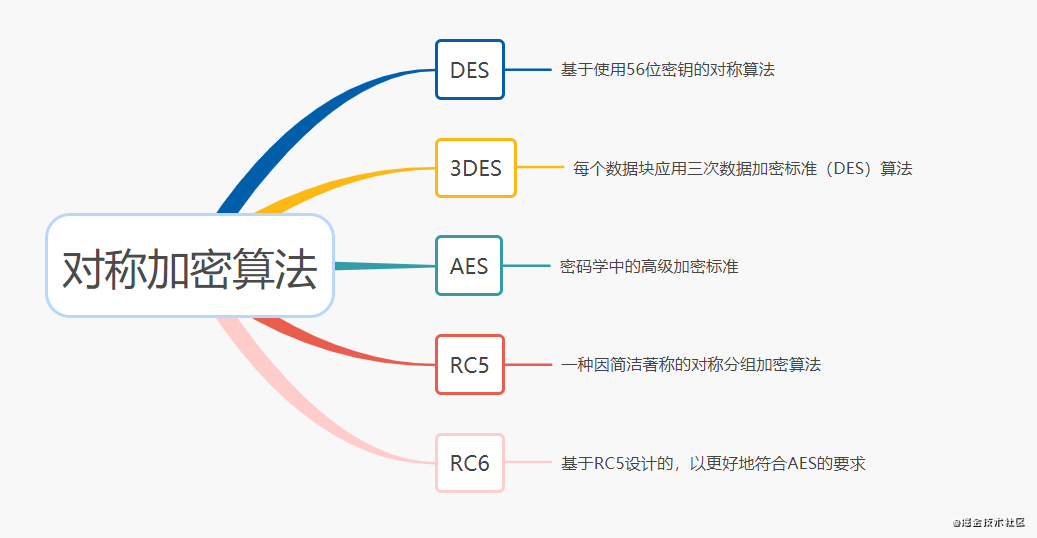 对称加密算法
DES
基于使用56位密钥的对称算法
3DES
每个数据块应用三次数据加密标准（DES）算法
AES
密码学中的高级加密标准
RC5
一种因简洁著称的对称分组加密算法
RC6
基于RC5设计的，以更好地符合AES的要求
@掘金技术社区